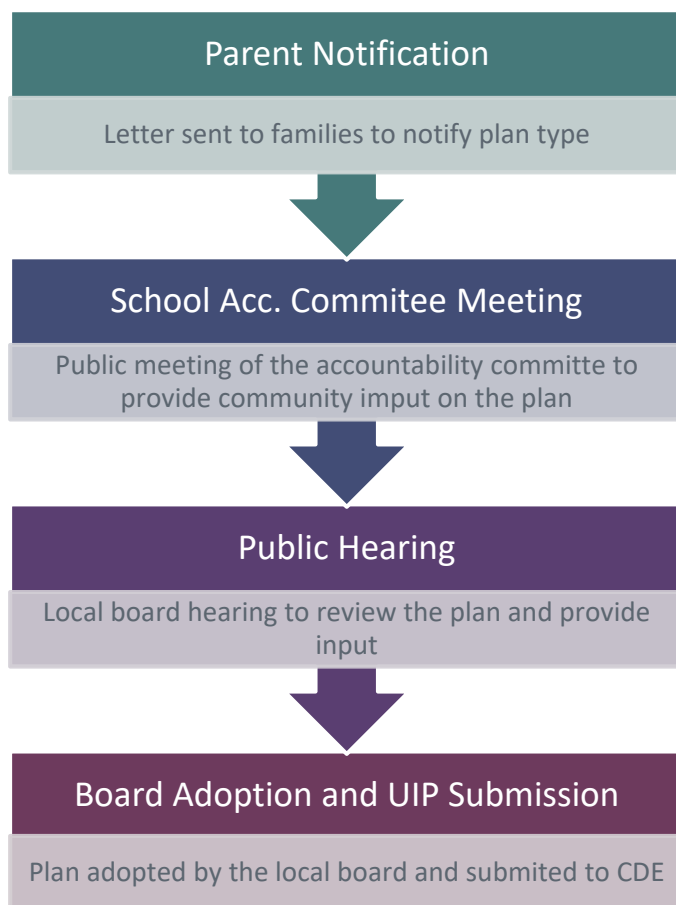 Parent Notification
Letter sent to families to notify plan type
School Acc. Commitee Meeting
Public meeting of the accountability committe to
provide community imput on the plan
Public Hearing
Local board hearing to review the plan and provide
input
Board Adoption and UIP Submission
Plan adopted by the local board and submited to CDE